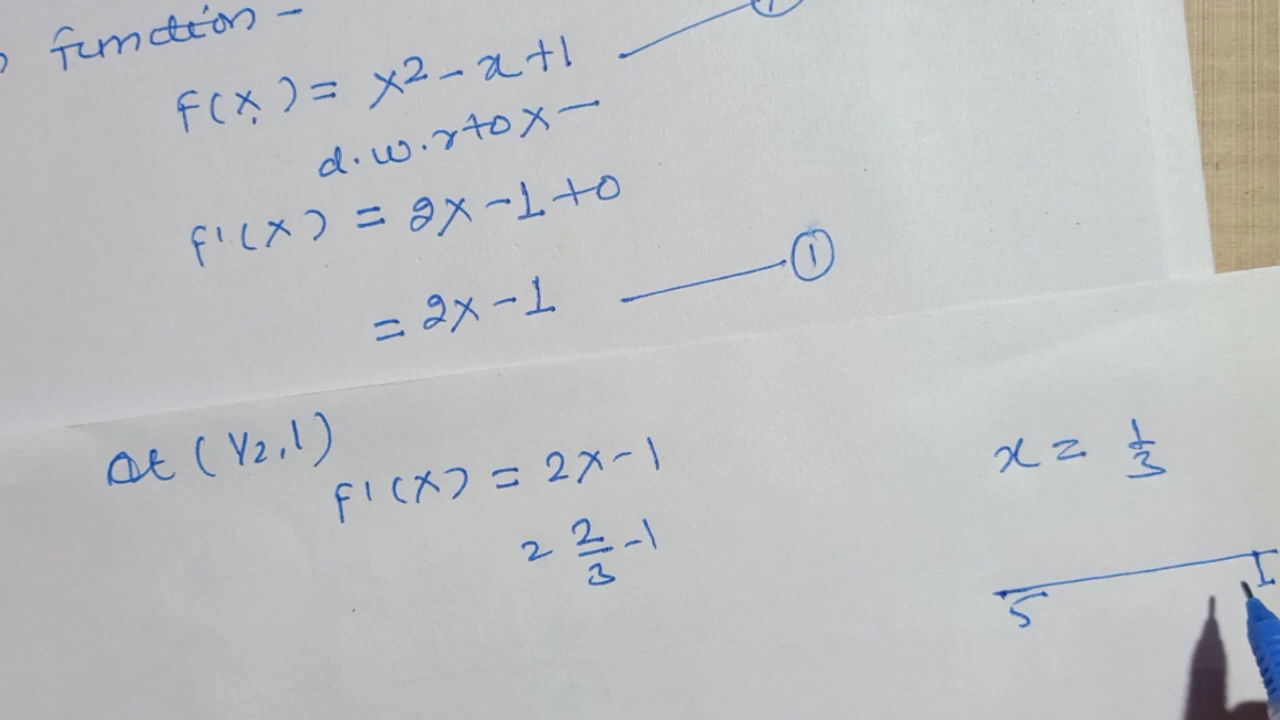 function -
f(x) = x² - x + 1
d.w.r to x -
f'(x) = 2x - 1 + 0
= 2x - 1 ①
At (1/2, 1)
f'(x) = 2x - 1
x = 1/3
= 2/3 - 1
5 I